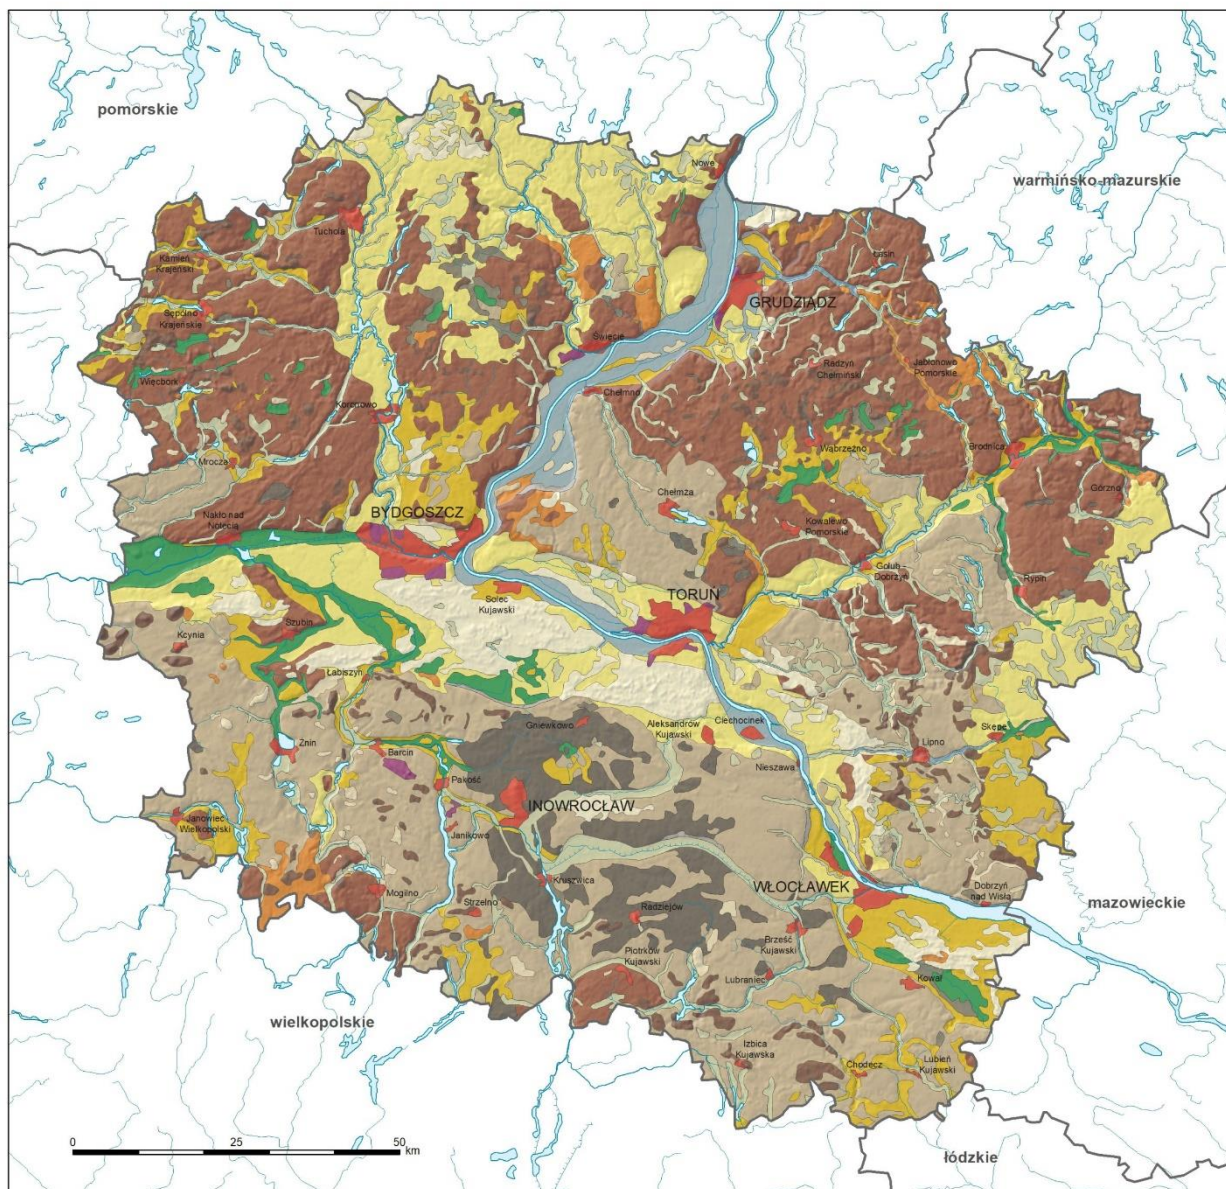 pomorskie
warmińsko-mazurskie
Nowe
Tuchola
Łasin
Kamień
Krajeński
GRUDZIĄDZ
Sępólno
Krajeńskie
Świecie
Radzyń
Chełmiński
Jabłonowo
Pomorskie
Więcbork
Chełmno
Koronowo
Wąbrzeźno
Brodnica
Mrocza
Górzno
Chełmża
Nakło nad
Notecią
BYDGOSZCZ
Kowalewo
Pomorskie
Golub -
Dobrzyń
Rypin
Solec
Kujawski
TORUŃ
Szubin
Kcynia
Łabiszyn
Gniewkowo
Aleksandrów
Kujawski
Ciechocinek
Skępe
Żnin
Barcin
Nieszawa
Lipno
Pakość
INOWROCŁAW
Janowiec
Wielkopolski
Janikowo
Mogilno
Kruszwica
WŁOCŁAWEK
Dobrzyń
nad Wisłą
mazowieckie
Strzelno
Radziejów
Brześć
Kujawski
Piotrków
Kujawski
Lubraniec
Kowal
wielkopolskie
Izbica
Kujawska
Chodecz
Lubień
Kujawski
0
25
50
km
łódzkie